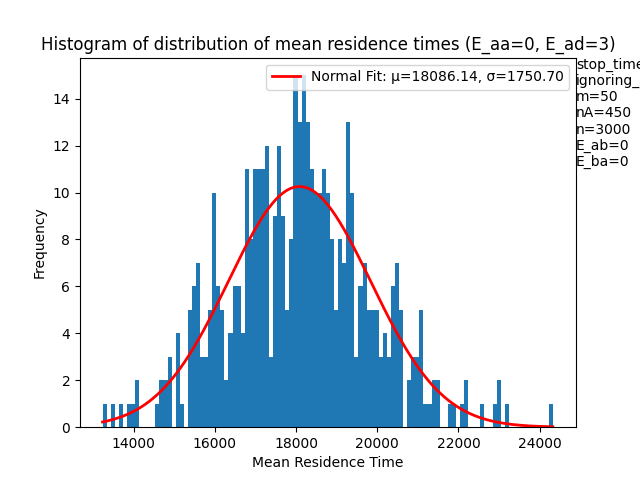 Histogram of distribution of mean residence times (E_aa=0, E_ad=3)
Normal Fit: μ=18086.14, σ=1750.70
stop_time
ignoring_
m=50
nA=450
n=3000
E_ab=0
E_ba=0
Frequency
14
12
10
8
6
4
2
0
14000 16000 18000 20000 22000 24000
Mean Residence Time